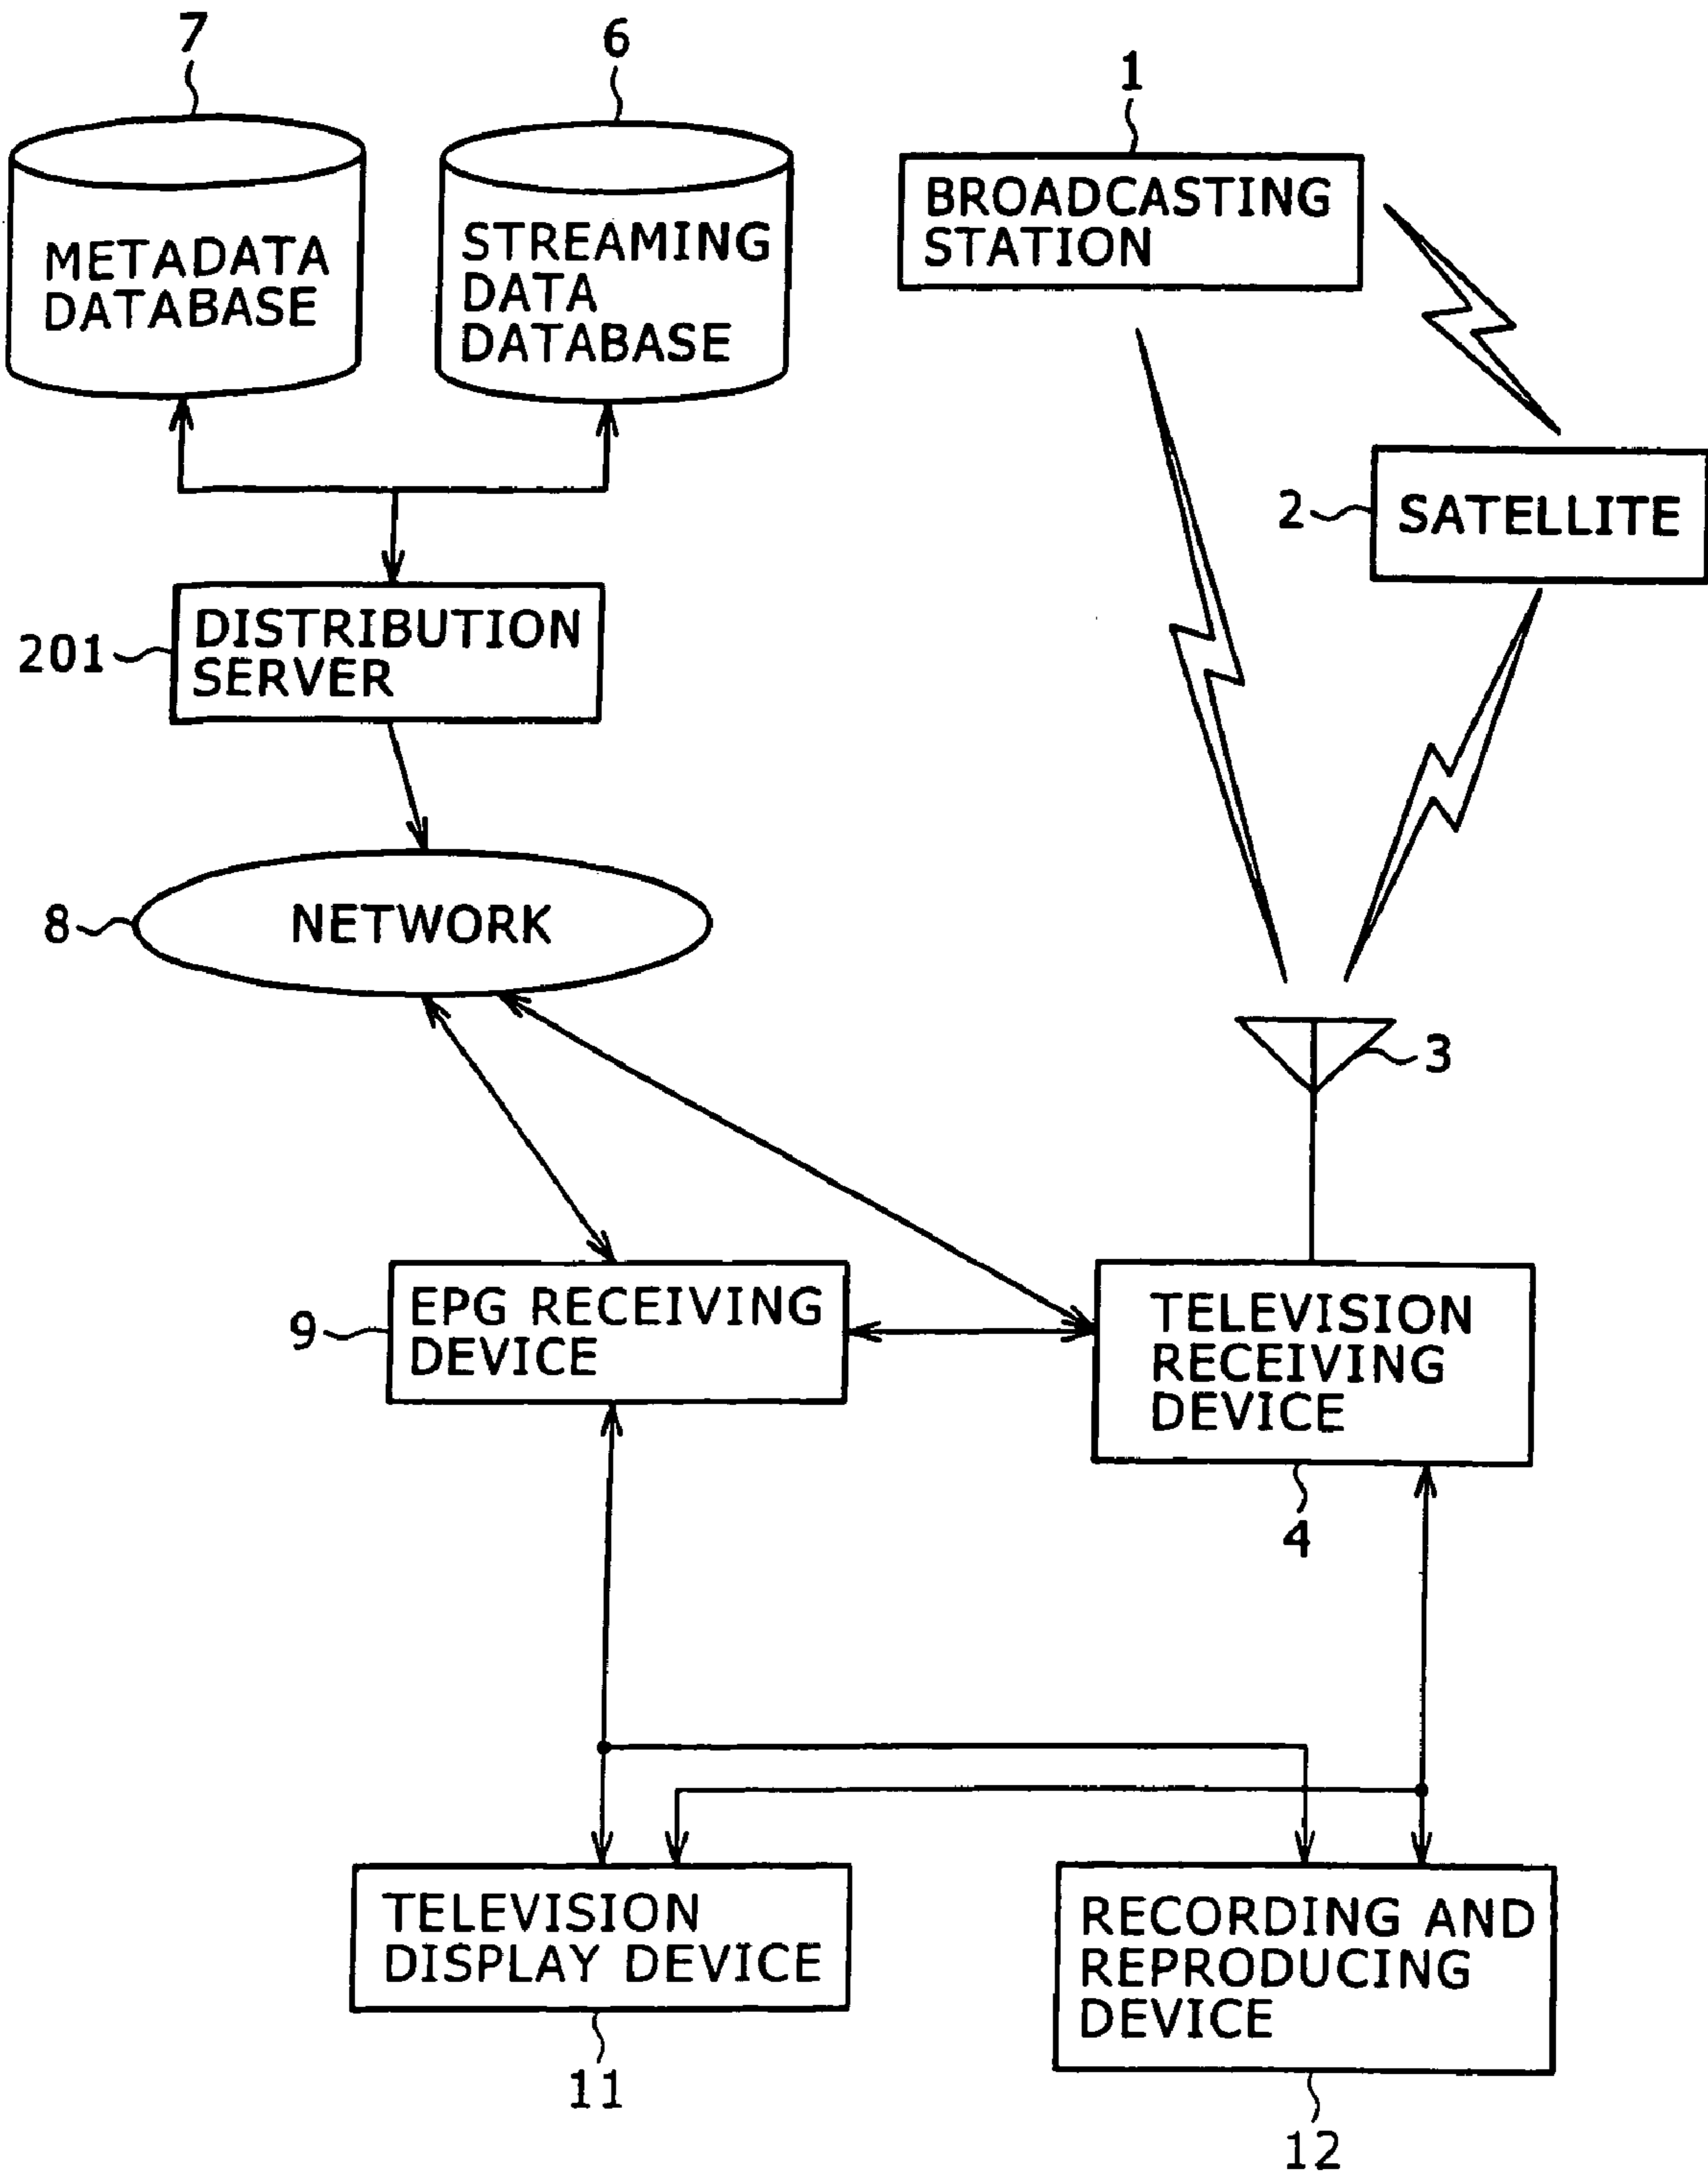 7
6
1
METADATA
DATABASE
STREAMING
DATA
DATABASE
BROADCASTING
STATION
2
SATELLITE
201
DISTRIBUTION
SERVER
8
NETWORK
3
9
EPG RECEIVING
DEVICE
TELEVISION
RECEIVING
DEVICE
4
TELEVISION
DISPLAY DEVICE
RECORDING AND
REPRODUCING
DEVICE
11
12